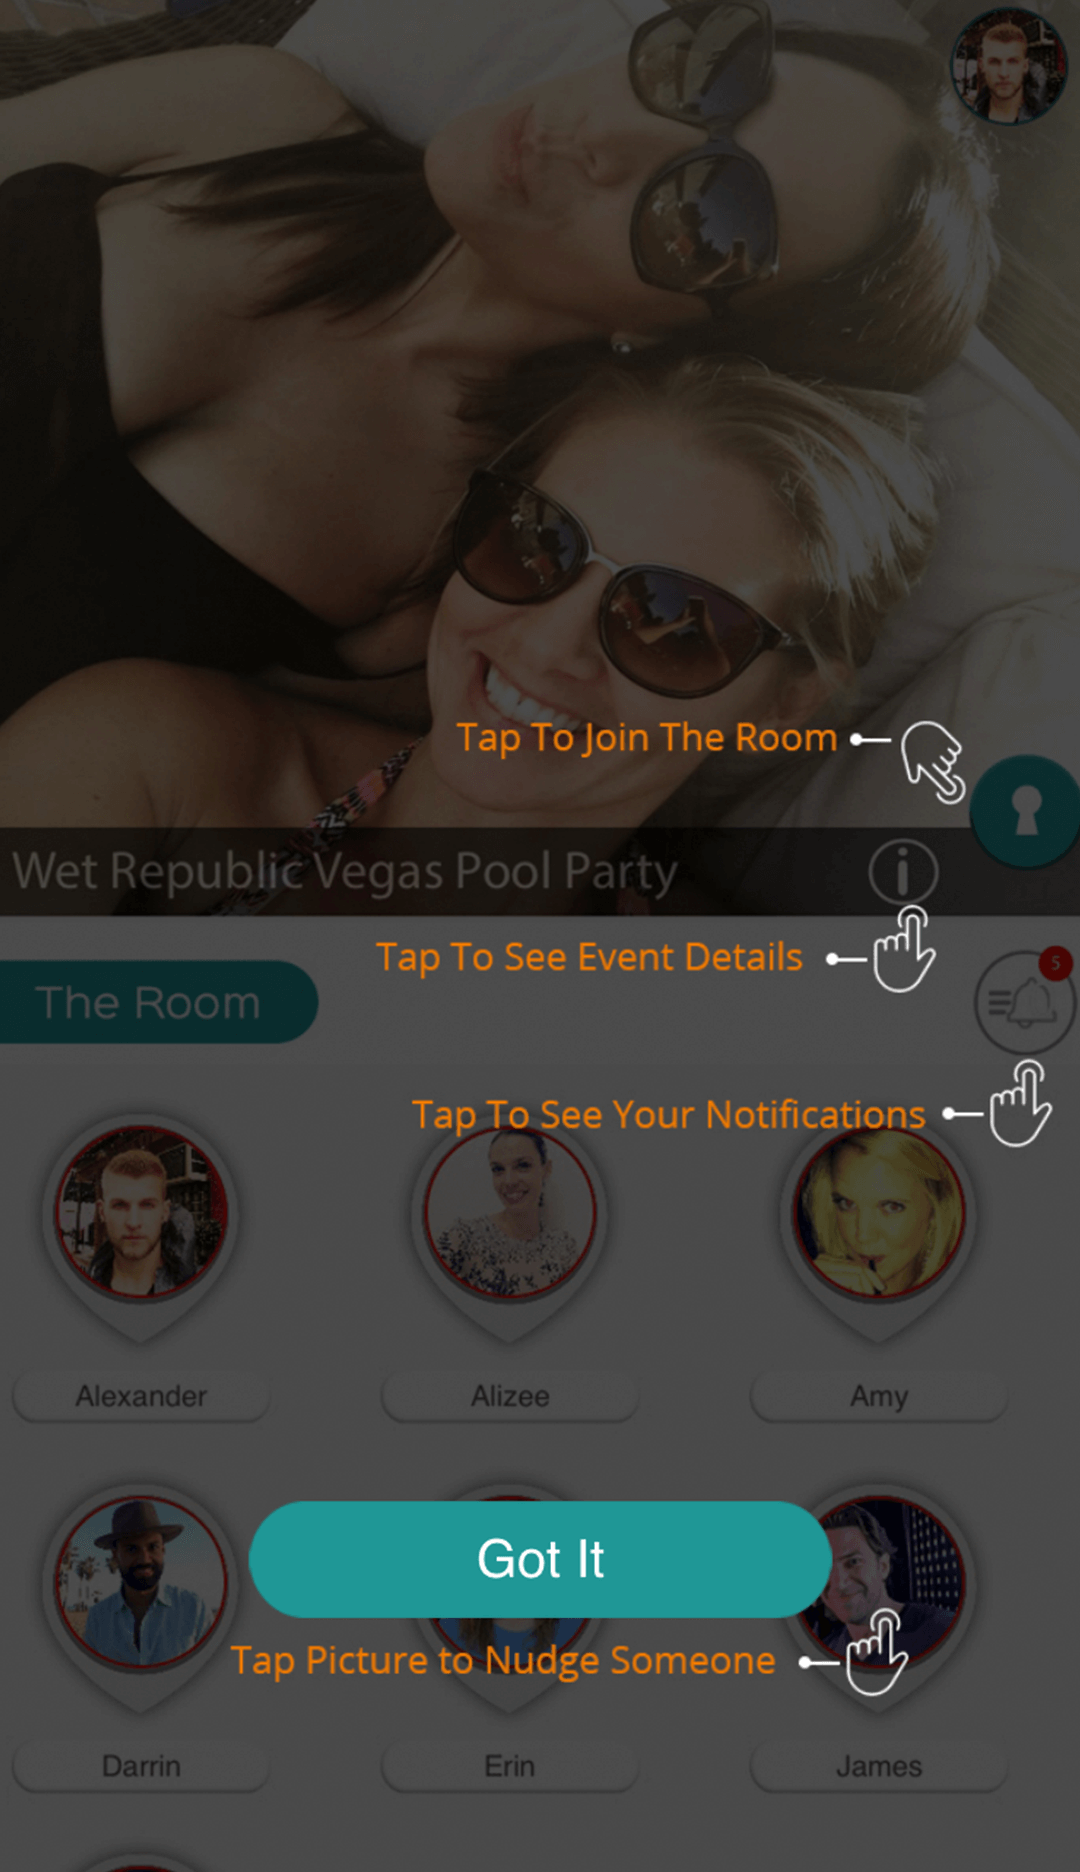 Tap To Join The Room
Wet Republic Vegas Pool Party
i
Tap To See Event Details
The Room
5
Tap To See Your Notifications
Alexander
Alizee
Amy
Got It
Tap Picture to Nudge Someone
Darrin
Erin
James